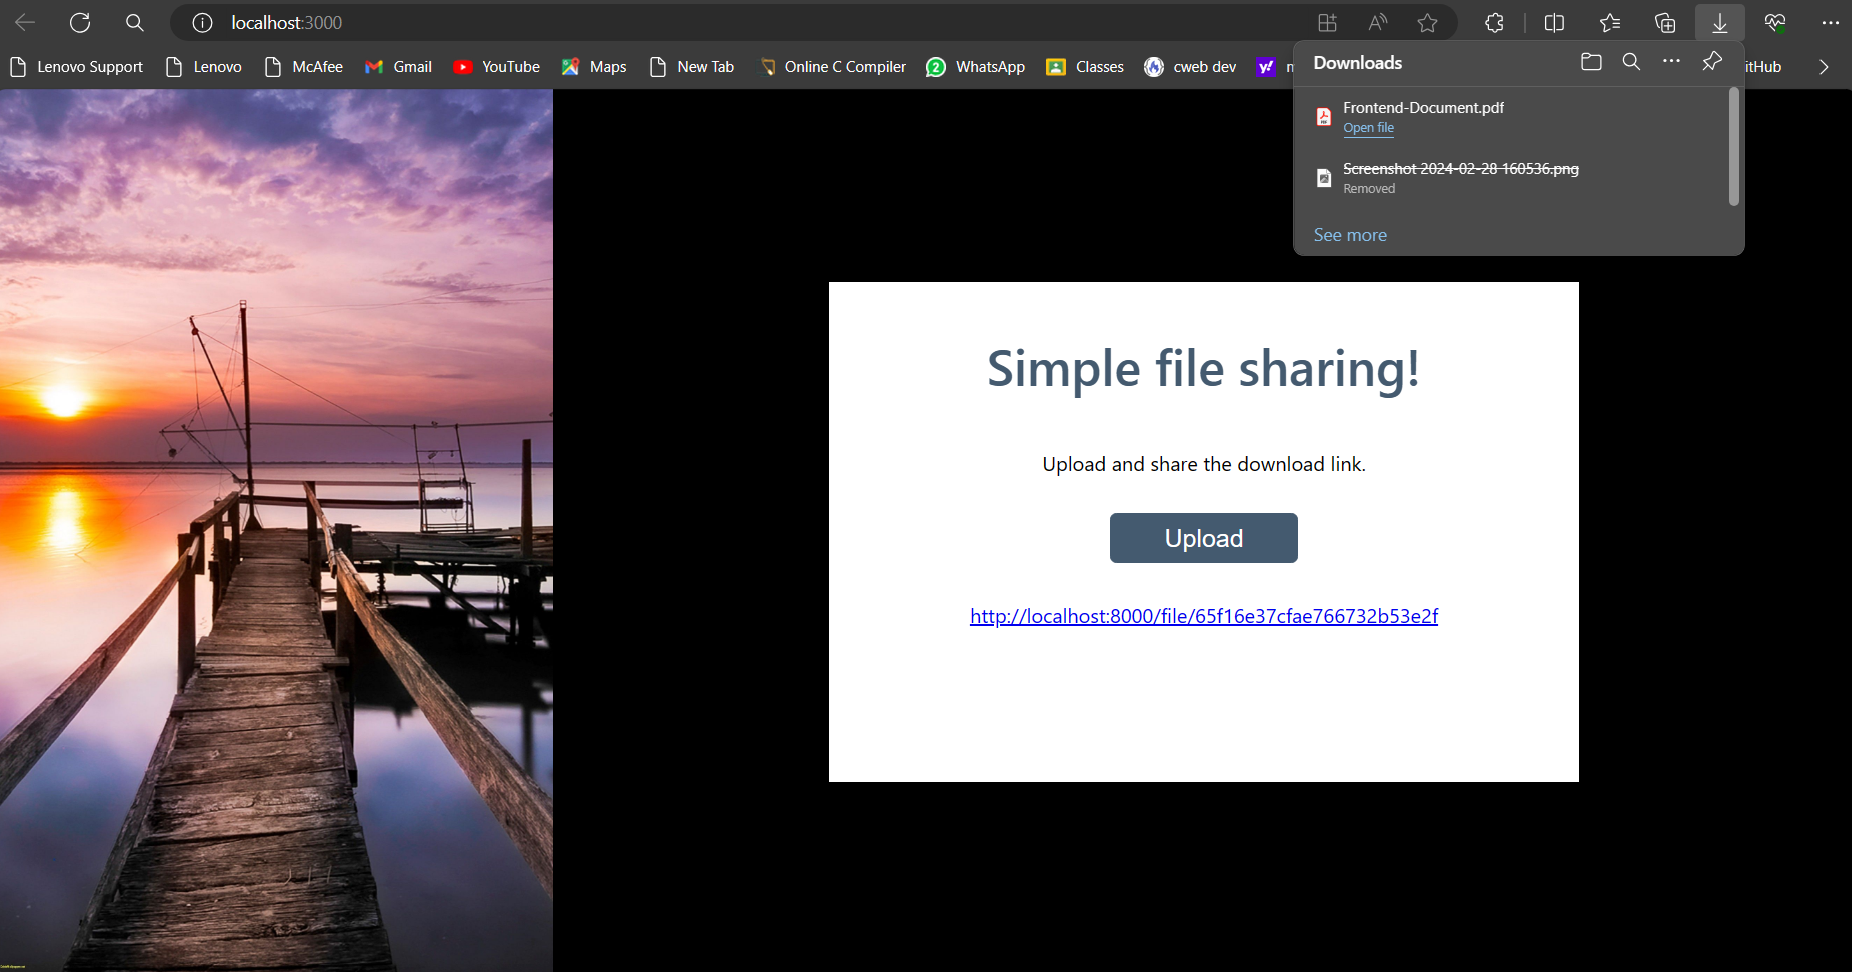 localhost:3000
Lenovo Support
Lenovo
McAfee
Gmail
YouTube
Maps
New Tab
Online C Compiler
WhatsApp
Classes
cweb dev
itHub
Downloads
Frontend-Document.pdf
Open file
Screenshot 2024-02-28 160536.png
Removed
See more
Simple file sharing!
Upload and share the download link.
Upload
http://localhost:8000/file/65f16e37cfae766732b53e2f